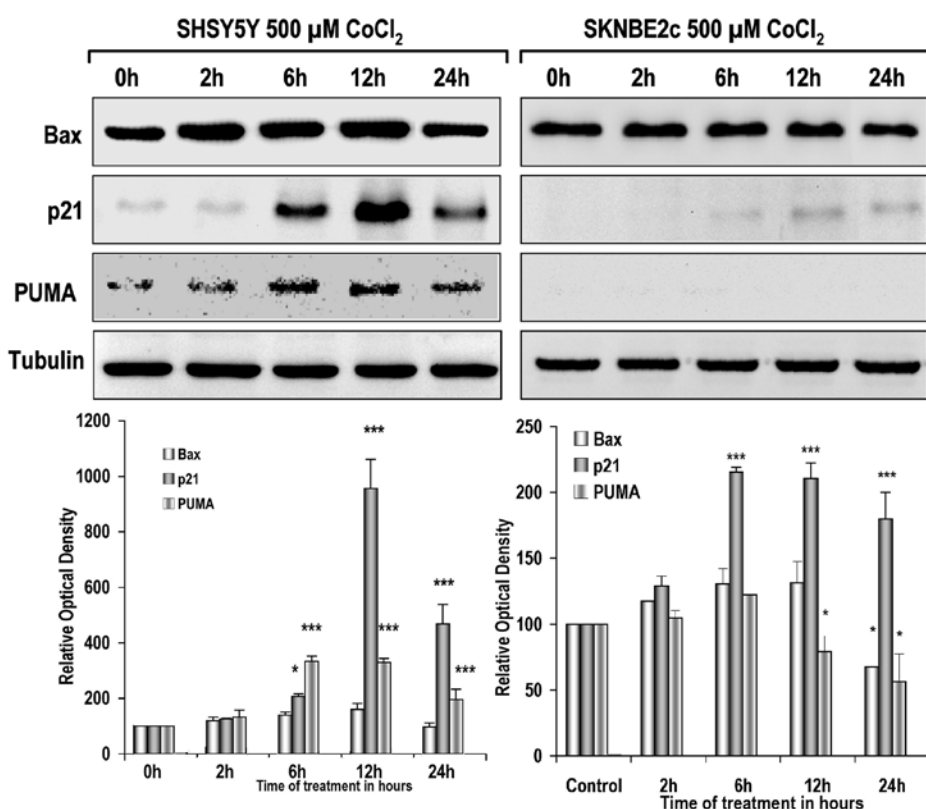 SHSY5Y 500 µM CoCl₂
SKNBE2c 500 µM CoCl₂
0h 2h 6h 12h 24h
0h 2h 6h 12h 24h
Bax
p21
PUMA
Tubulin
1200
1000
800
600
400
200
0
Relative Optical Density
Bax
p21
PUMA
* *** *** *** *** ***
0h 2h 6h 12h 24h
Time of treatment in hours
250
200
150
100
50
0
Relative Optical Density
Bax
p21
PUMA
*** *** * * *** *
Control 2h 6h 12h 24h
Time of treatment in hours